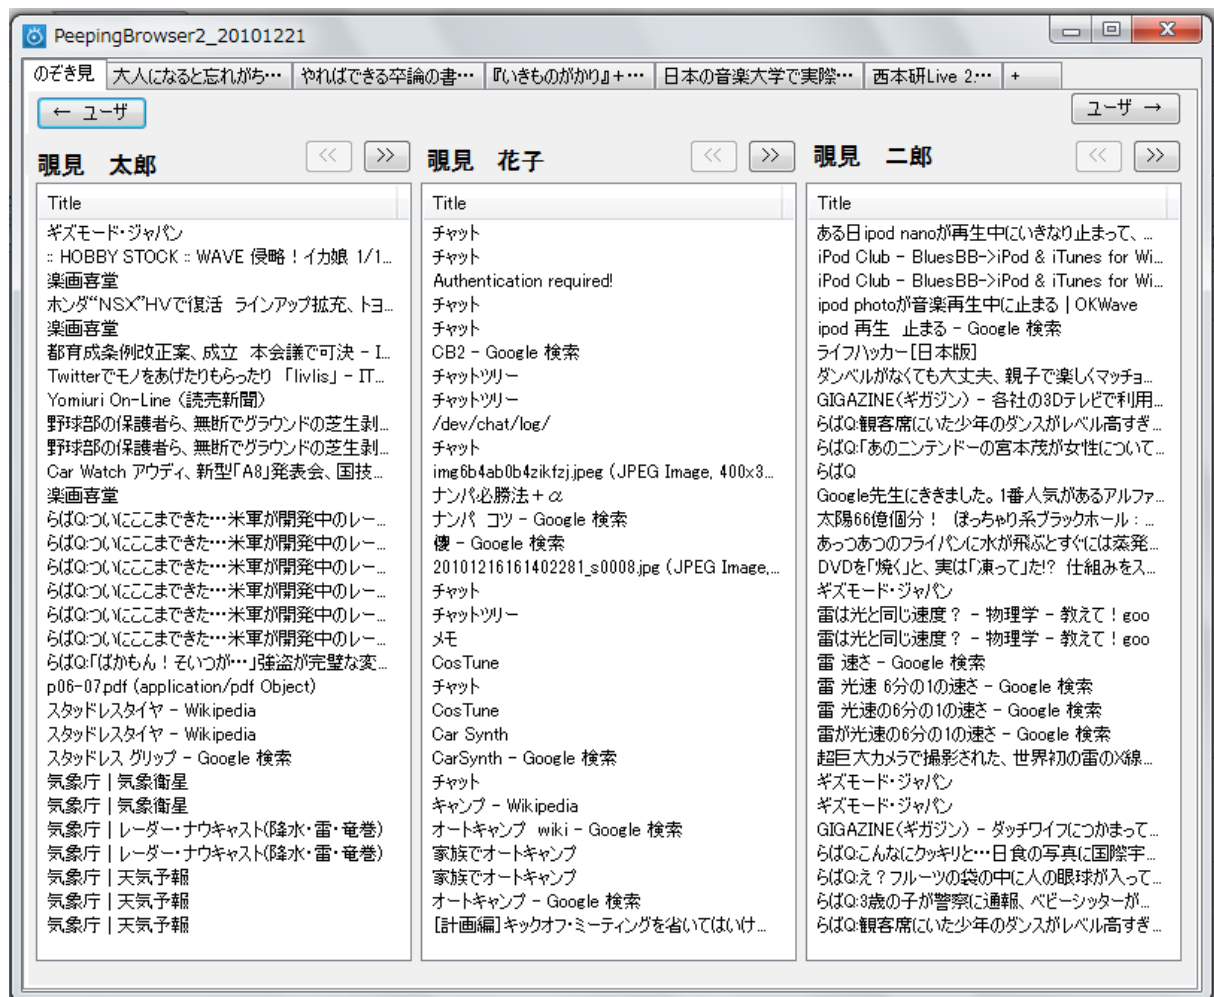 PeepingBrowser2_20101221
のぞき見 大人になると忘れがち… やればできる卒論の書… 『いきものがかり』+… 日本の音楽大学で実際… 西本研Live 2.… +
← ユーザ ユーザ →
覗見 太郎 << >>
Title
ギズモード・ジャパン
:: HOBBY STOCK :: WAVE 侵略！イカ娘 1/1...
楽画喜堂
ホンダ“NSX”HVで復活 ラインアップ拡充、トヨ...
楽画喜堂
都育成条例改正案、成立 本会議で可決 - I...
Twitterでモノをあげたりもらったり 「livlis」 - IT...
Yomiuri On-Line （読売新聞）
野球部の保護者ら、無断でグラウンドの芝生剥...
野球部の保護者ら、無断でグラウンドの芝生剥...
Car Watch アウディ、新型「A8」発表会、国技...
楽画喜堂
らばQ:ついにここまできた…米軍が開発中のレー...
らばQ:ついにここまできた…米軍が開発中のレー...
らばQ:ついにここまできた…米軍が開発中のレー...
らばQ:ついにここまできた…米軍が開発中のレー...
らばQ:ついにここまできた…米軍が開発中のレー...
らばQ:ついにここまできた…米軍が開発中のレー...
らばQ:「ばかもん！そいつが…」強盗が完璧な変...
p06-07.pdf (application/pdf Object)
スタッドレスタイヤ - Wikipedia
スタッドレスタイヤ - Wikipedia
スタッドレス グリップ - Google 検索
気象庁 | 気象衛星
気象庁 | 気象衛星
気象庁 | レーダー・ナウキャスト(降水・雷・竜巻)
気象庁 | レーダー・ナウキャスト(降水・雷・竜巻)
気象庁 | 天気予報
気象庁 | 天気予報
気象庁 | 天気予報
覗見 花子 << >>
Title
チャット
チャット
Authentication required!
チャット
チャット
CB2 - Google 検索
チャットツリー
チャットツリー
/dev/chat/log/
チャット
img6b4ab0b4zikfzj.jpeg (JPEG Image, 400x3...
ナンパ必勝法＋α
ナンパ コツ - Google 検索
- Google 検索
20101216161402281_s0008.jpg (JPEG Image,...
チャット
チャットツリー
メモ
CosTune
チャット
CosTune
Car Synth
CarSynth - Google 検索
チャット
キャンプ - Wikipedia
オートキャンプ wiki - Google 検索
家族でオートキャンプ
家族でオートキャンプ
オートキャンプ - Google 検索
[計画編]キックオフ・ミーティングを省いてはいけ...
覗見 二郎 << >>
Title
ある日ipod nanoが再生中にいきなり止まって、...
iPod Club - BluesBB->iPod & iTunes for Wi...
iPod Club - BluesBB->iPod & iTunes for Wi...
ipod photoが音楽再生中に止まる | OKWave
ipod 再生 止まる - Google 検索
ライフハッカー［日本版］
ダンベルがなくても大丈夫、親子で楽しくマッチョ...
GIGAZINE（ギガジン） - 各社の3Dテレビで利用...
らばQ:観客席にいた少年のダンスがレベル高すぎ...
らばQ:「あのニンテンドーの宮本茂が女性について...
らばQ
Google先生にききました。1番人気があるアルファ...
太陽66億個分！ ぽっちゃり系ブラックホール：...
あっつあつのフライパンに水が飛ぶとすぐには蒸発...
DVDを「焼く」と、実は「凍って」た!? 仕組みをス...
ギズモード・ジャパン
雷は光と同じ速度？ - 物理学 - 教えて！goo
雷は光と同じ速度？ - 物理学 - 教えて！goo
雷 速さ - Google 検索
雷 光速 6分の1の速さ - Google 検索
雷 光速の6分の1の速さ - Google 検索
雷が光速の6分の1の速さ - Google 検索
超巨大カメラで撮影された、世界初の雷のX線...
ギズモード・ジャパン
ギズモード・ジャパン
GIGAZINE（ギガジン） - ダッチワイフにつかまって...
らばQ:こんなにクッキリと…日食の写真に国際宇...
らばQ:え？フルーツの袋の中に人の眼球が入って...
らばQ:3歳の子が警察に通報、ベビーシッターが...
らばQ:観客席にいた少年のダンスがレベル高すぎ...